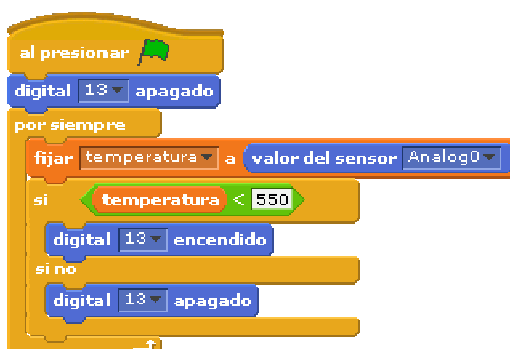 al presionar
digital 13 apagado
por siempre
fijar temperatura a valor del sensor Analog0
si temperatura < 550
digital 13 encendido
si no
digital 13 apagado